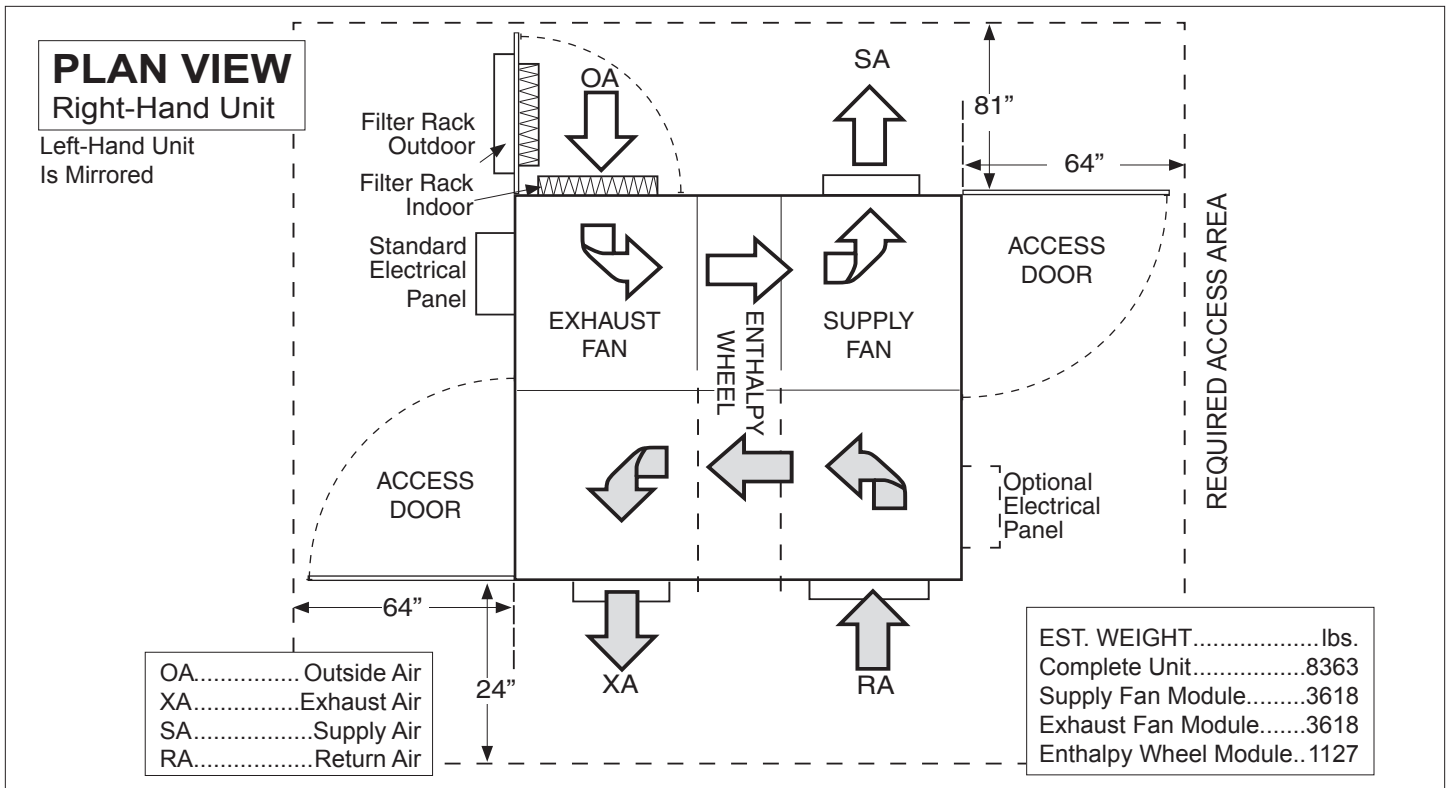 PLAN VIEW
Right-Hand Unit
Left-Hand Unit
Is Mirrored
Filter Rack
Outdoor
Filter Rack
Indoor
Standard
Electrical
Panel
OA
SA
81”
64”
REQUIRED ACCESS AREA
ACCESS
DOOR
EXHAUST
FAN
ENTHALPY
WHEEL
SUPPLY
FAN
ACCESS
DOOR
Optional
Electrical
Panel
64”
24”
XA
RA
OA................ Outside Air
XA................Exhaust Air
SA..................Supply Air
RA..................Return Air
EST. WEIGHT...................lbs.
Complete Unit.................8363
Supply Fan Module.........3618
Exhaust Fan Module.......3618
Enthalpy Wheel Module..1127